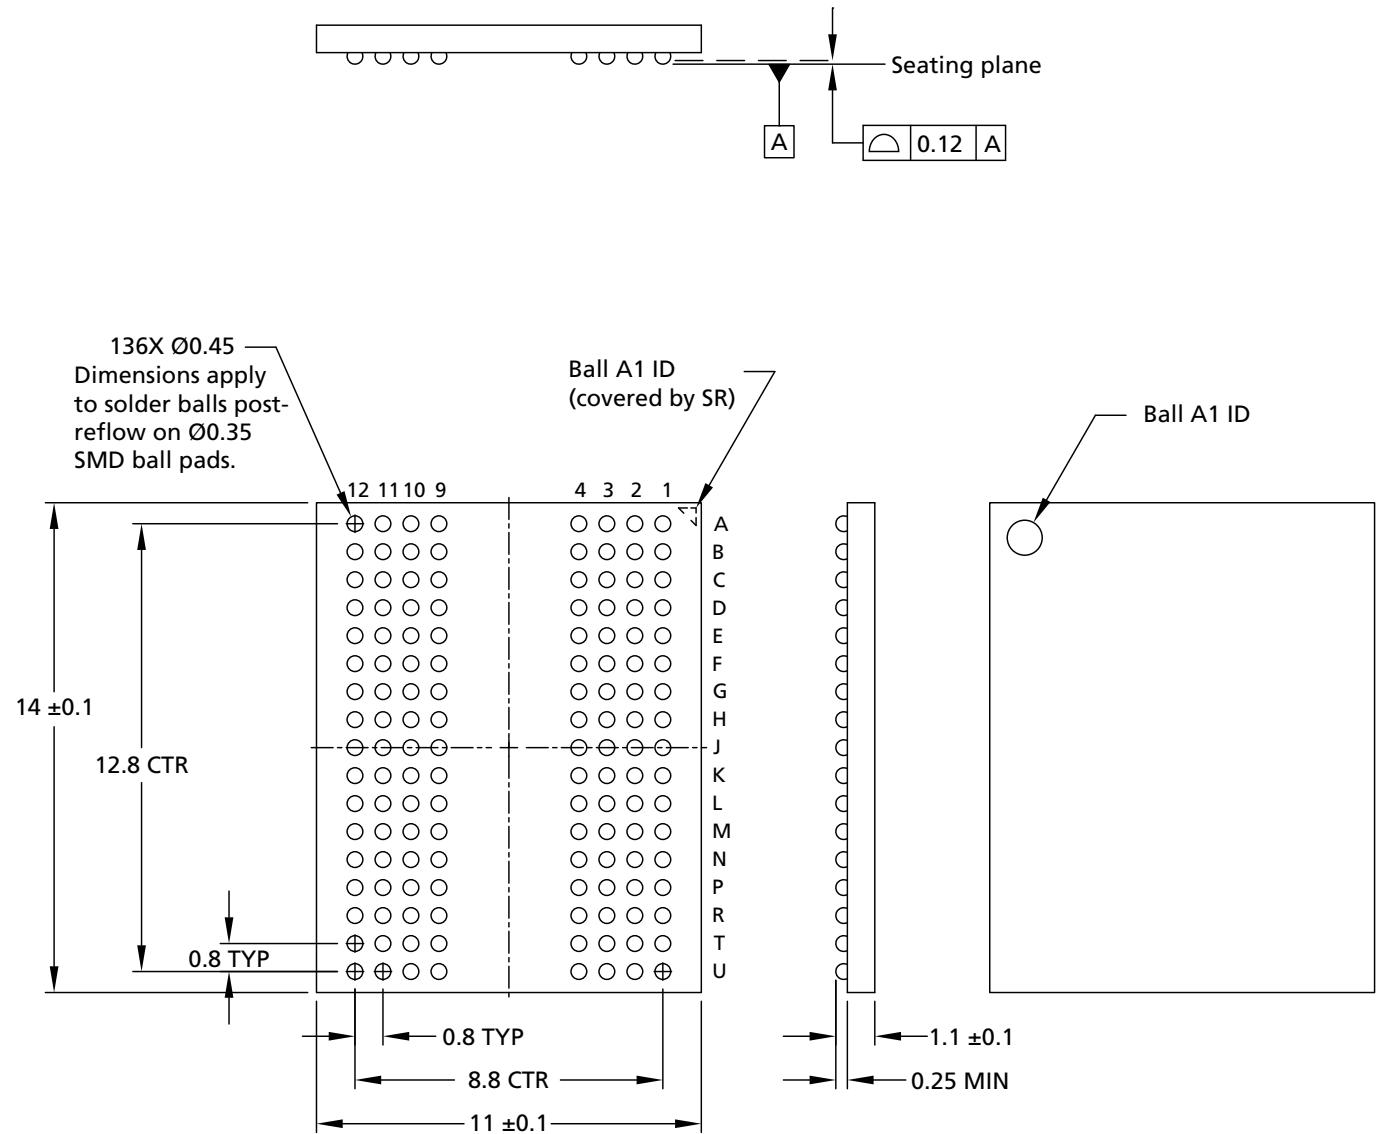 Seating plane
A
0.12 A
136X Ø0.45
Dimensions apply
to solder balls post-
reflow on Ø0.35
SMD ball pads.
Ball A1 ID
(covered by SR)
Ball A1 ID
12 11 10 9 4 3 2 1
A
B
C
D
E
F
G
H
J
K
L
M
N
P
R
T
U
14 ±0.1
12.8 CTR
0.8 TYP
0.8 TYP
8.8 CTR
11 ±0.1
1.1 ±0.1
0.25 MIN